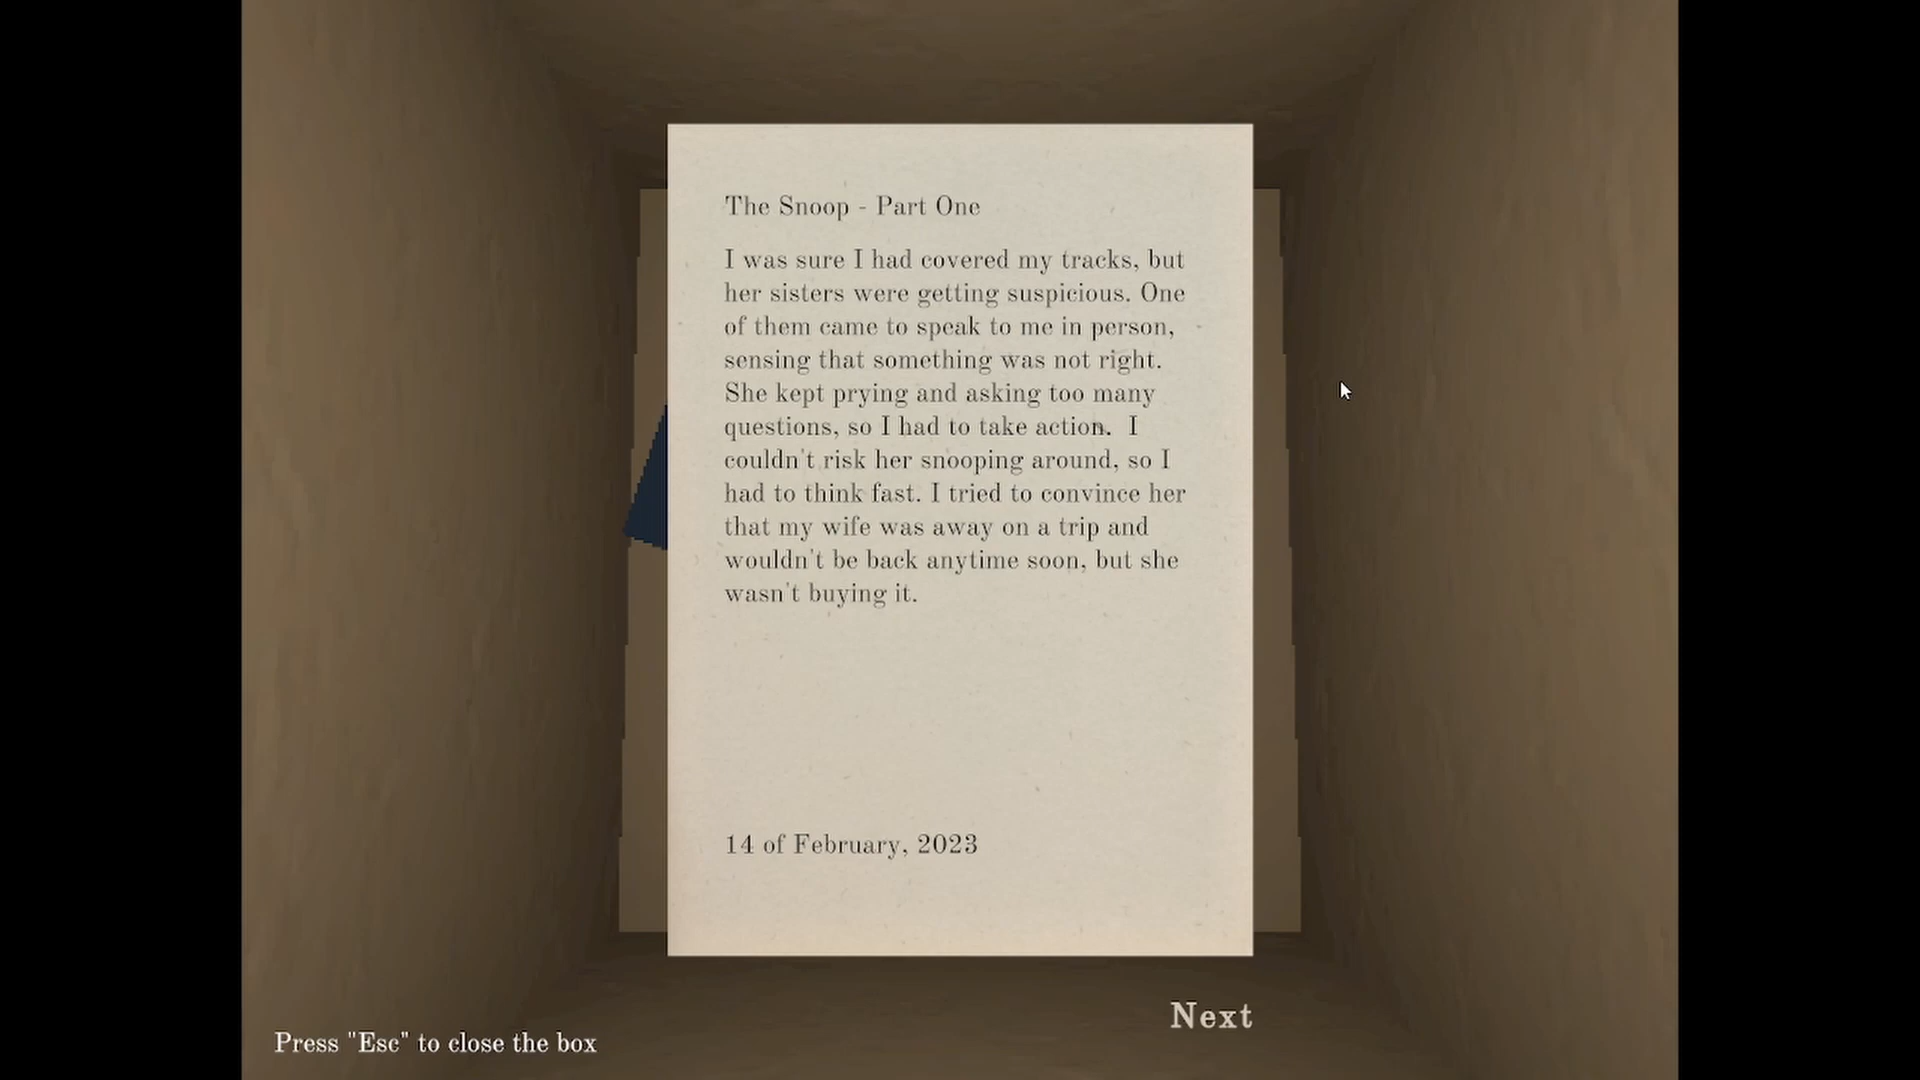 The Snoop - Part One
I was sure I had covered my tracks, but
her sisters were getting suspicious. One
of them came to speak to me in person,
sensing that something was not right.
She kept prying and asking too many
questions, so I had to take action.  I
couldn't risk her snooping around, so I
had to think fast. I tried to convince her
that my wife was away on a trip and
wouldn't be back anytime soon, but she
wasn't buying it.
14 of February, 2023
Next
Press "Esc" to close the box